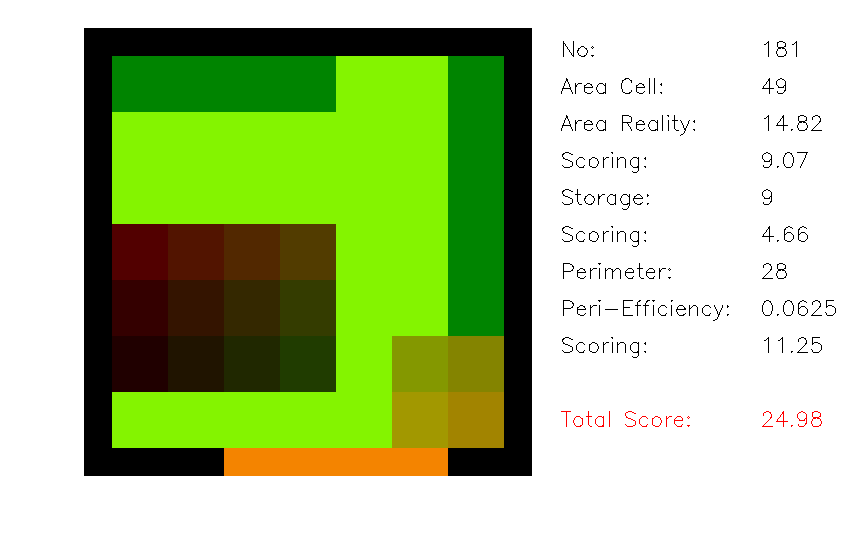 No: 181
Area Cell: 49
Area Reality: 14.82
Scoring: 9.07
Storage: 9
Scoring: 4.66
Perimeter: 28
Peri-Efficiency: 0.0625
Scoring: 11.25
Total Score: 24.98